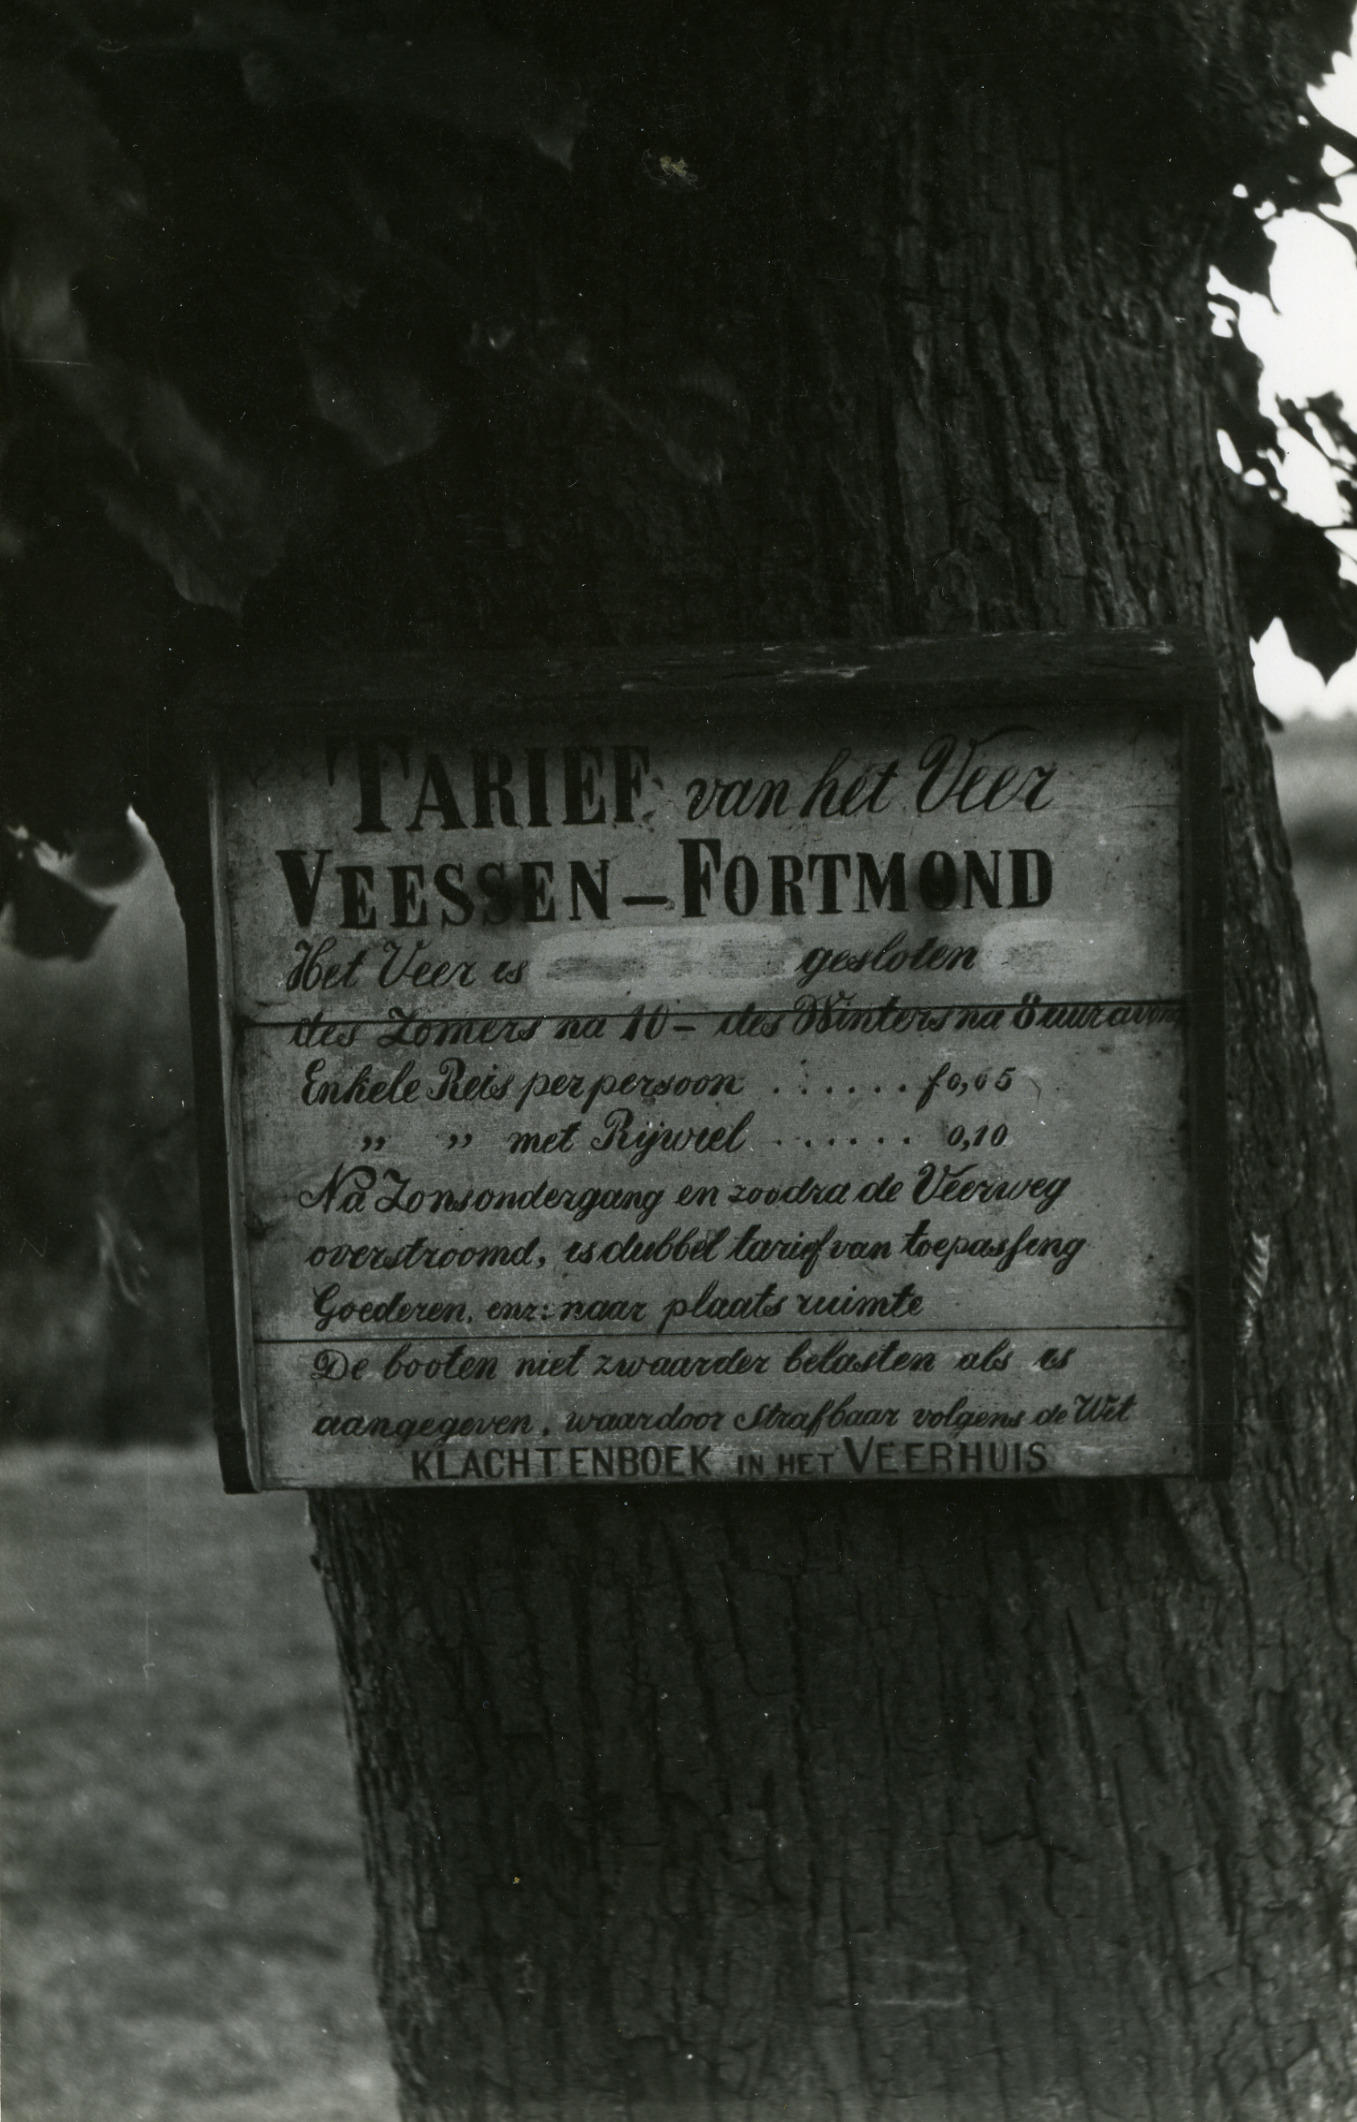 TARIEF van het Veer
VEESSEN – FORTMOND
Het Veer is gesloten
des Zomers na 10 – des Winters na 8 uur avond
Enkele Reis per persoon . . . . . . . f 0,05
„ „ met Rijwiel . . . . . . . 0,10
Na Zonsondergang en zoodra de Veerweg
overstroomd, is dubbel tarief van toepassing
Goederen, enz: naar plaats ruimte
De booten niet zwaarder belasten als is
aangegeven, waardoor Strafbaar volgens de Wet
KLACHTENBOEK IN HET VEERHUIS